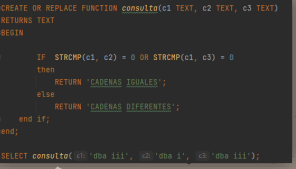 CREATE OR REPLACE FUNCTION consulta(c1 TEXT, c2 TEXT, c3 TEXT)
RETURNS TEXT
BEGIN
IF STRCMP(c1, c2) = 0 OR STRCMP(c1, c3) = 0
then
RETURN 'CADENAS IGUALES';
else
RETURN 'CADENAS DIFERENTES';
end if;
end;
SELECT consulta( c1: 'dba iii', c2: 'dba i', c3: 'dba iii');